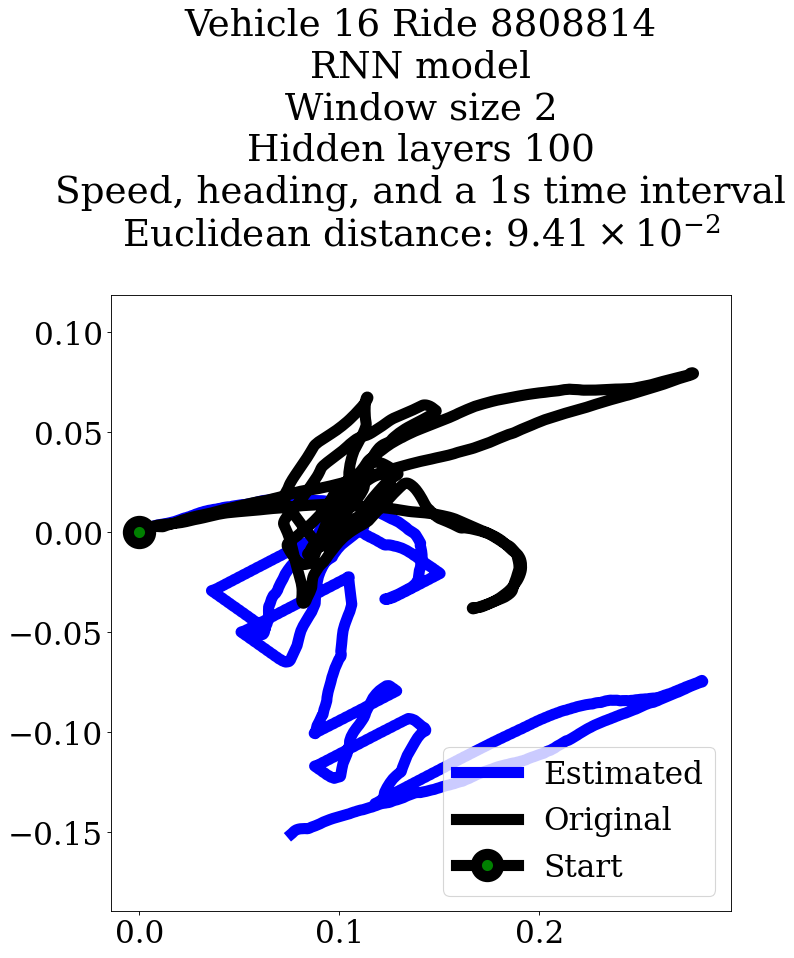 Vehicle 16 Ride 8808814
RNN model
Window size 2
Hidden layers 100
Speed, heading, and a 1s time interval
Euclidean distance: 9.41 × 10⁻²
0.10
0.05
0.00
−0.05
−0.10
−0.15
Estimated
Original
Start
0.0 0.1 0.2